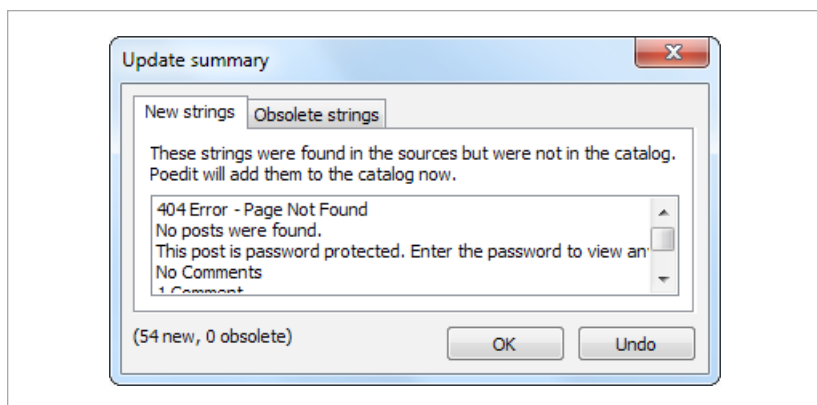 Update summary
New strings Obsolete strings
These strings were found in the sources but were not in the catalog.
Poedit will add them to the catalog now.
404 Error - Page Not Found
No posts were found.
This post is password protected. Enter the password to view
No Comments
1 Comment
(54 new, 0 obsolete)
OK Undo